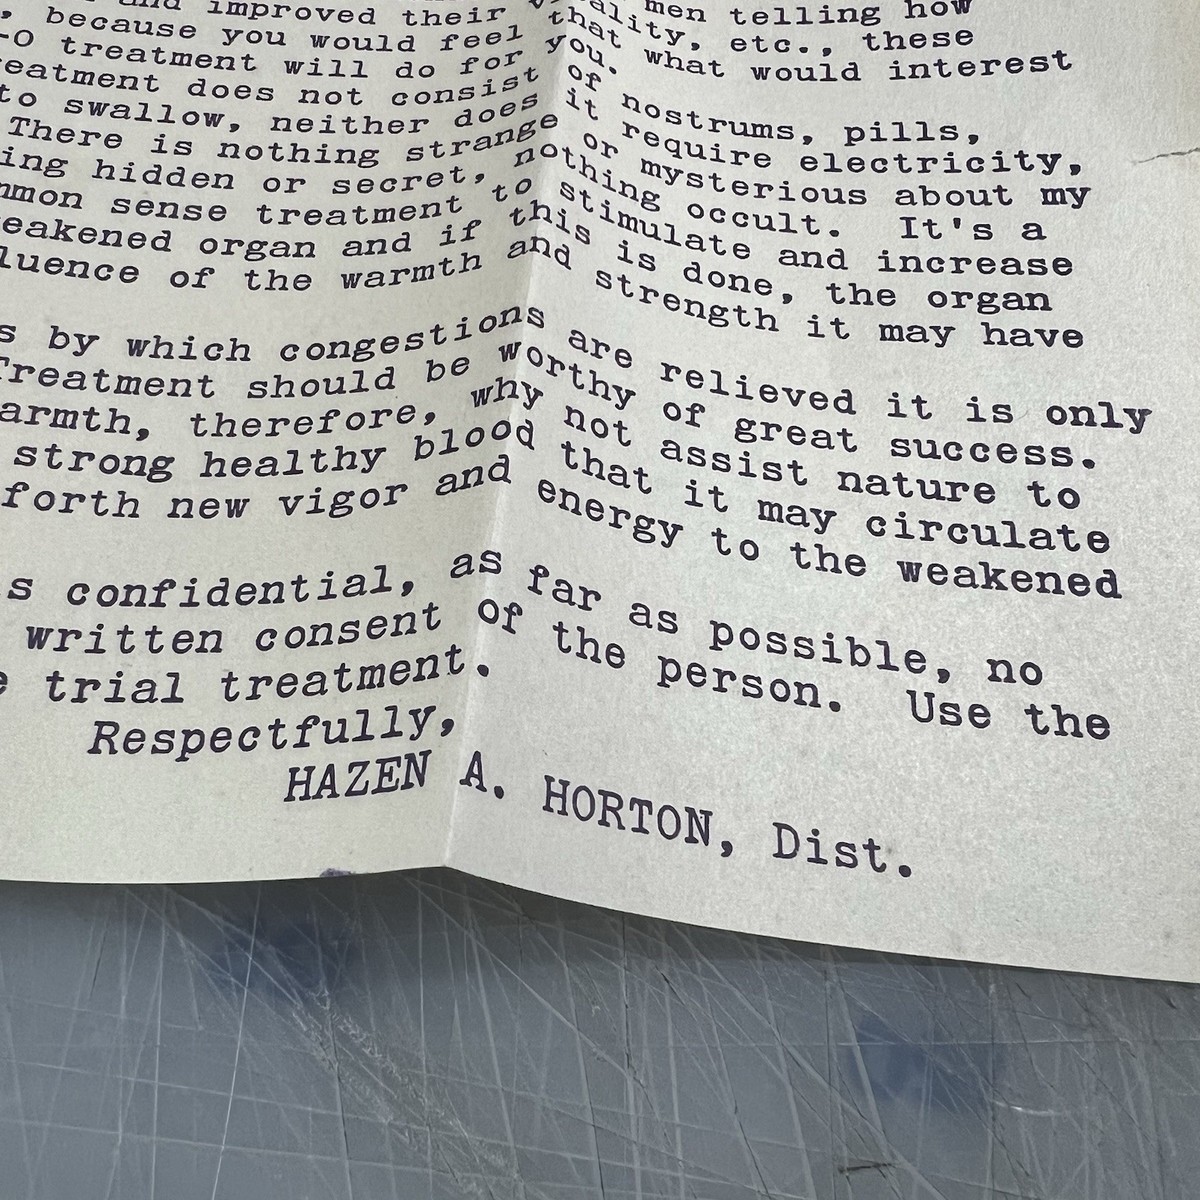 and improved their vitality, etc., these
men telling how
, because you would feel that what would interest
-O treatment will do for you.
reatment does not consist of nostrums, pills,
to swallow, neither does it require electricity,
There is nothing strange or mysterious about my
ing hidden or secret, nothing occult. It's a
mmon sense treatment to stimulate and increase
eakened organ and if this is done, the organ
luence of the warmth and strength it may have
s by which congestions are relieved it is only
Treatment should be worthy of great success.
armth, therefore, why not assist nature to
strong healthy blood that it may circulate
forth new vigor and energy to the weakened
s confidential, as far as possible, no
written consent of the person. Use the
e trial treatment.
Respectfully,
HAZEN A. HORTON, Dist.